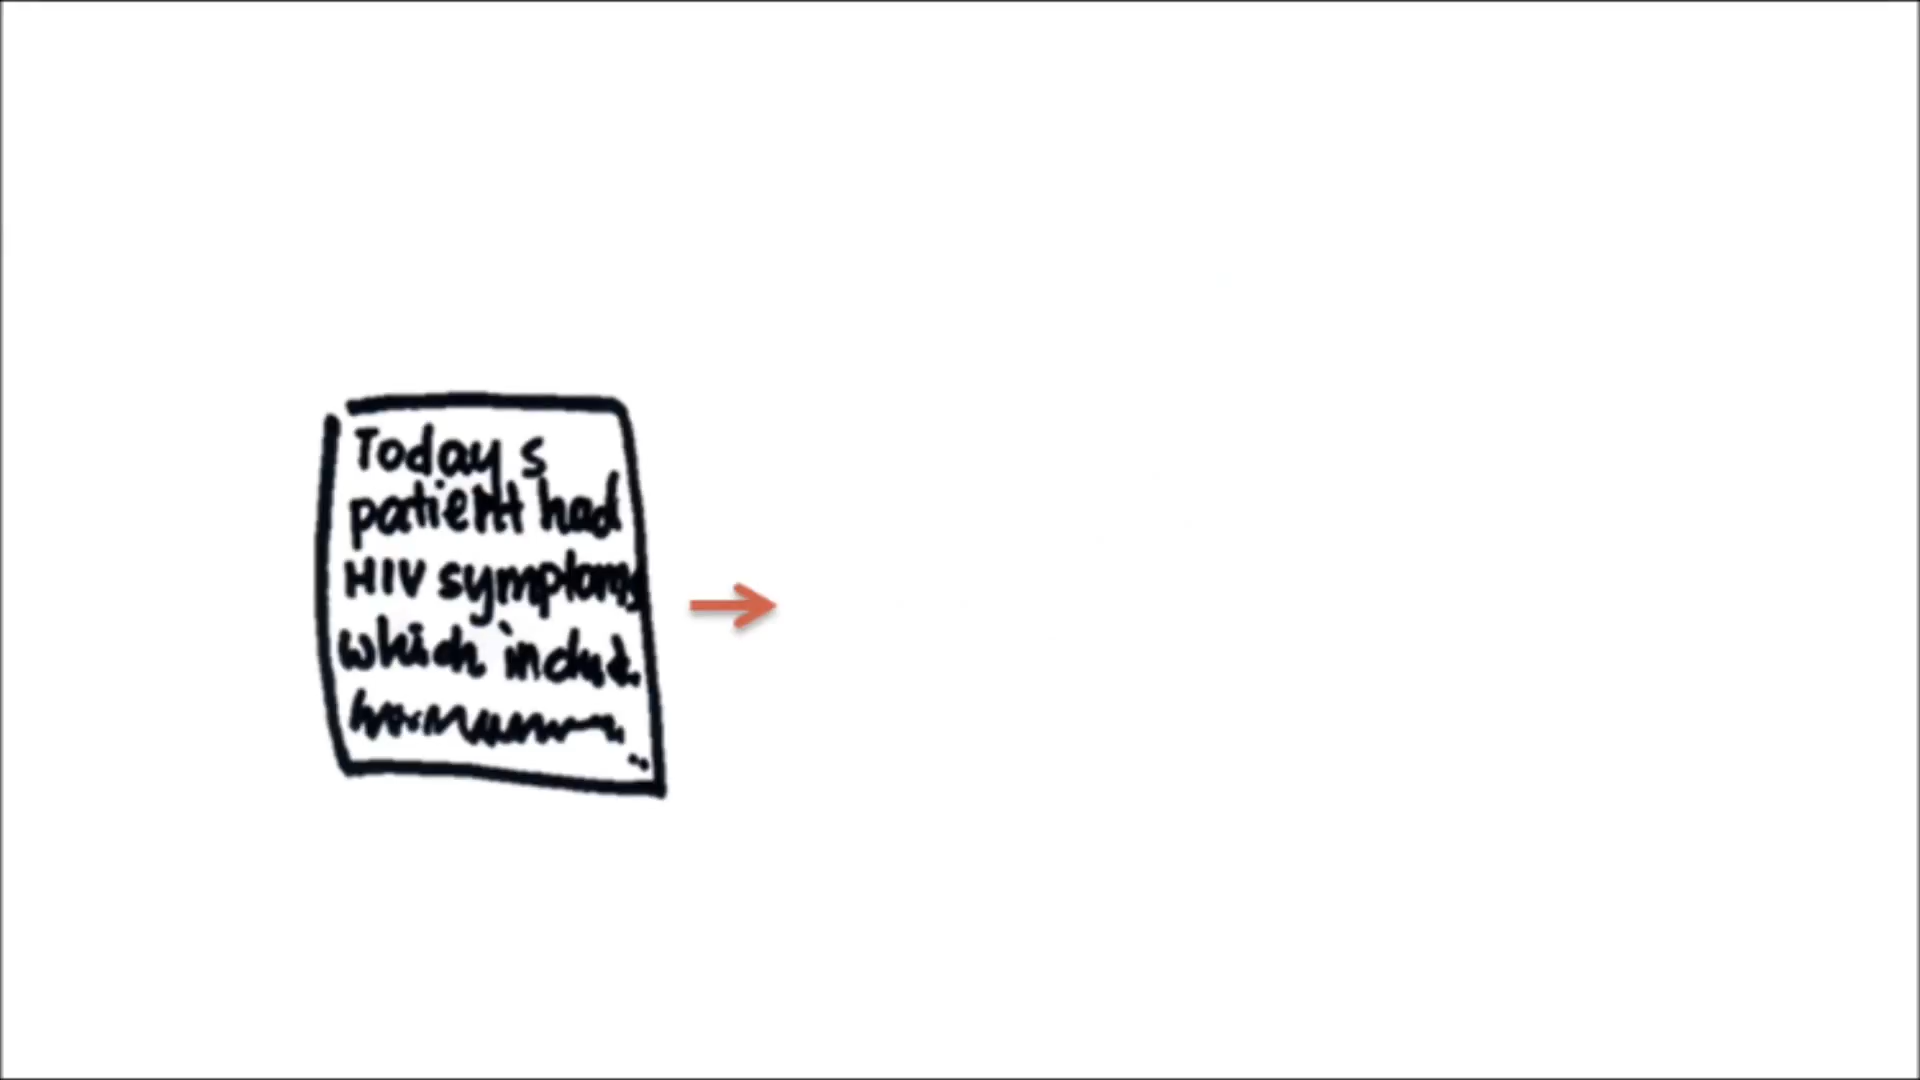 Today s
patient had
HIV symptoms
which includ..